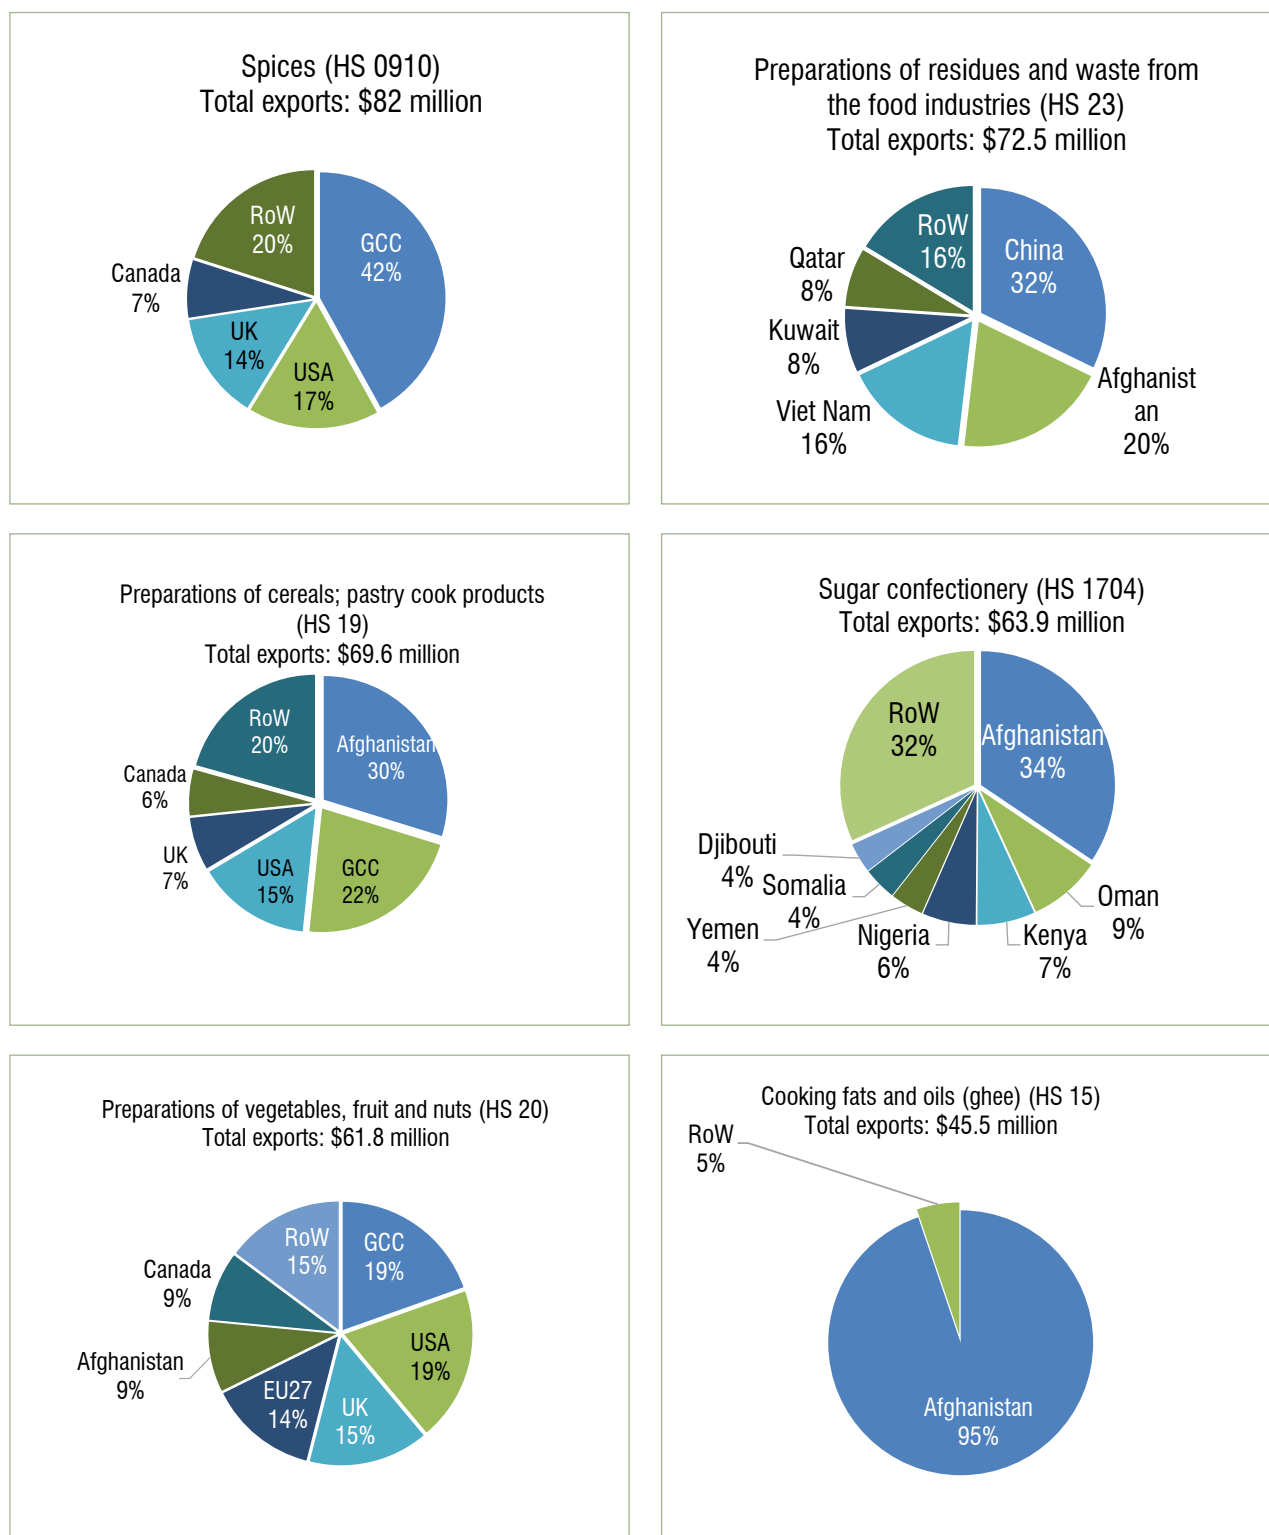 Spices (HS 0910)
Total exports: $82 million
RoW
20%
GCC
42%
Canada
7%
UK
14%
USA
17%
Preparations of residues and waste from
the food industries (HS 23)
Total exports: $72.5 million
RoW
16%
China
32%
Qatar
8%
Kuwait
8%
Viet Nam
16%
Afghanist
an
20%
Preparations of cereals; pastry cook products
(HS 19)
Total exports: $69.6 million
RoW
20%
Afghanistan
30%
Canada
6%
UK
7%
USA
15%
GCC
22%
Sugar confectionery (HS 1704)
Total exports: $63.9 million
RoW
32%
Afghanistan
34%
Djibouti
4%
Somalia
4%
Yemen
4%
Nigeria
6%
Kenya
7%
Oman
9%
Preparations of vegetables, fruit and nuts (HS 20)
Total exports: $61.8 million
RoW
15%
GCC
19%
Canada
9%
USA
19%
Afghanistan
9%
EU27
14%
UK
15%
Cooking fats and oils (ghee) (HS 15)
Total exports: $45.5 million
RoW
5%
Afghanistan
95%